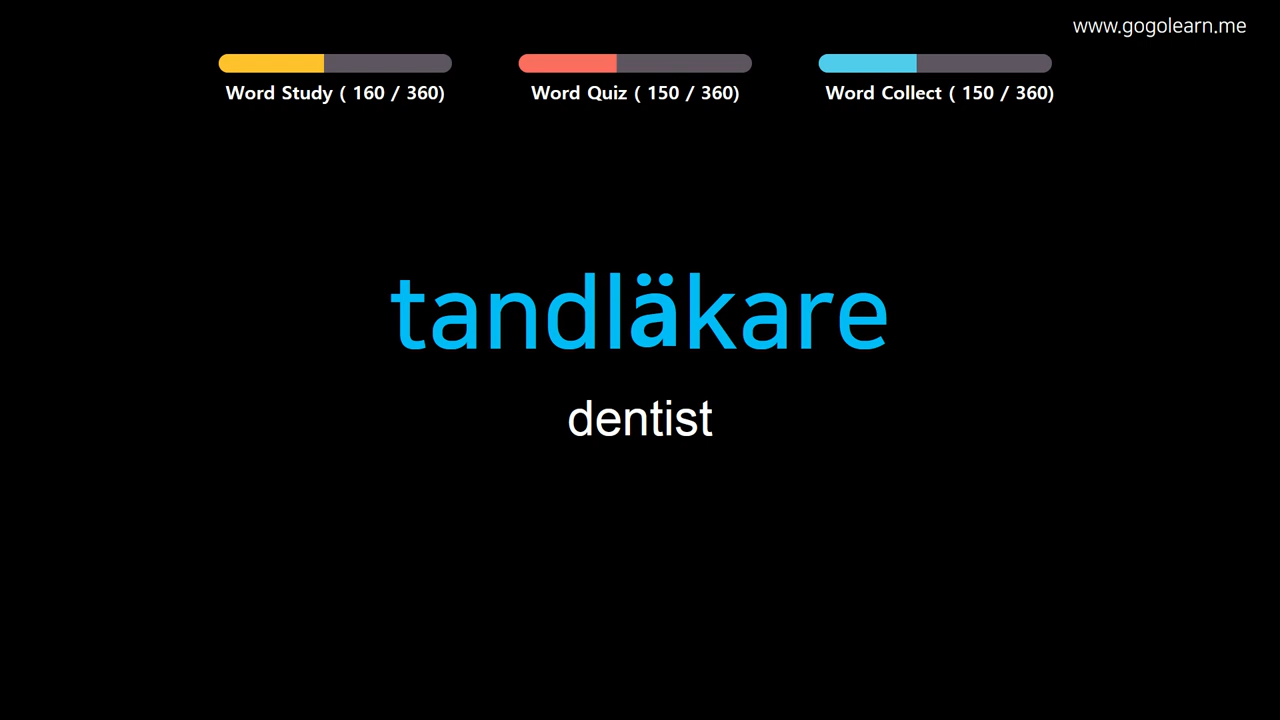 www.gogolearn.me
Word Study ( 160 / 360)
Word Quiz ( 150 / 360)
Word Collect ( 150 / 360)
tandläkare
dentist